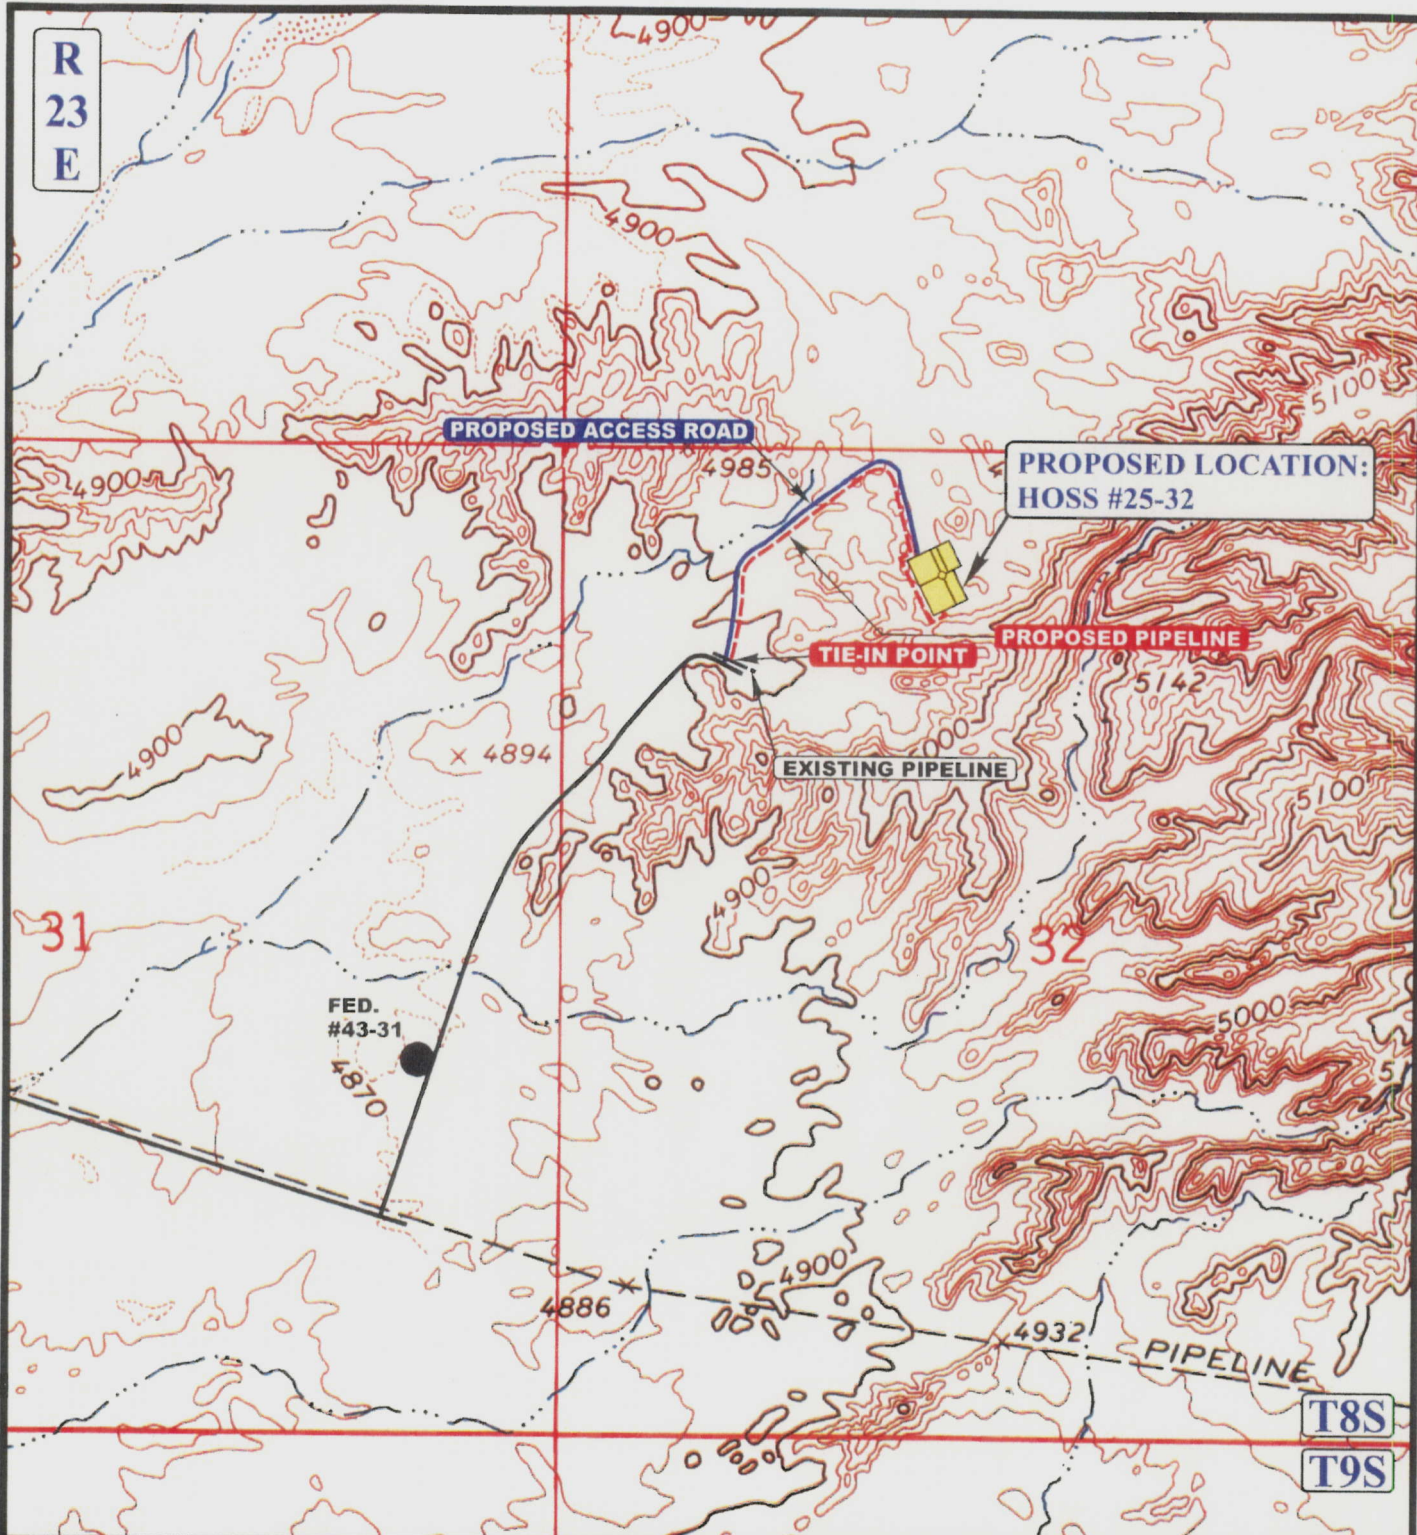 R
23
E
4900
4900
5100
PROPOSED ACCESS ROAD
4985
PROPOSED LOCATION:
HOSS #25-32
4900
PROPOSED PIPELINE
TIE-IN POINT
5142
4900
4894
EXISTING PIPELINE
5100
4900
31
32
FED.
#43-31
5000
4870
4900
4886
4932
PIPELINE
T8S
T9S